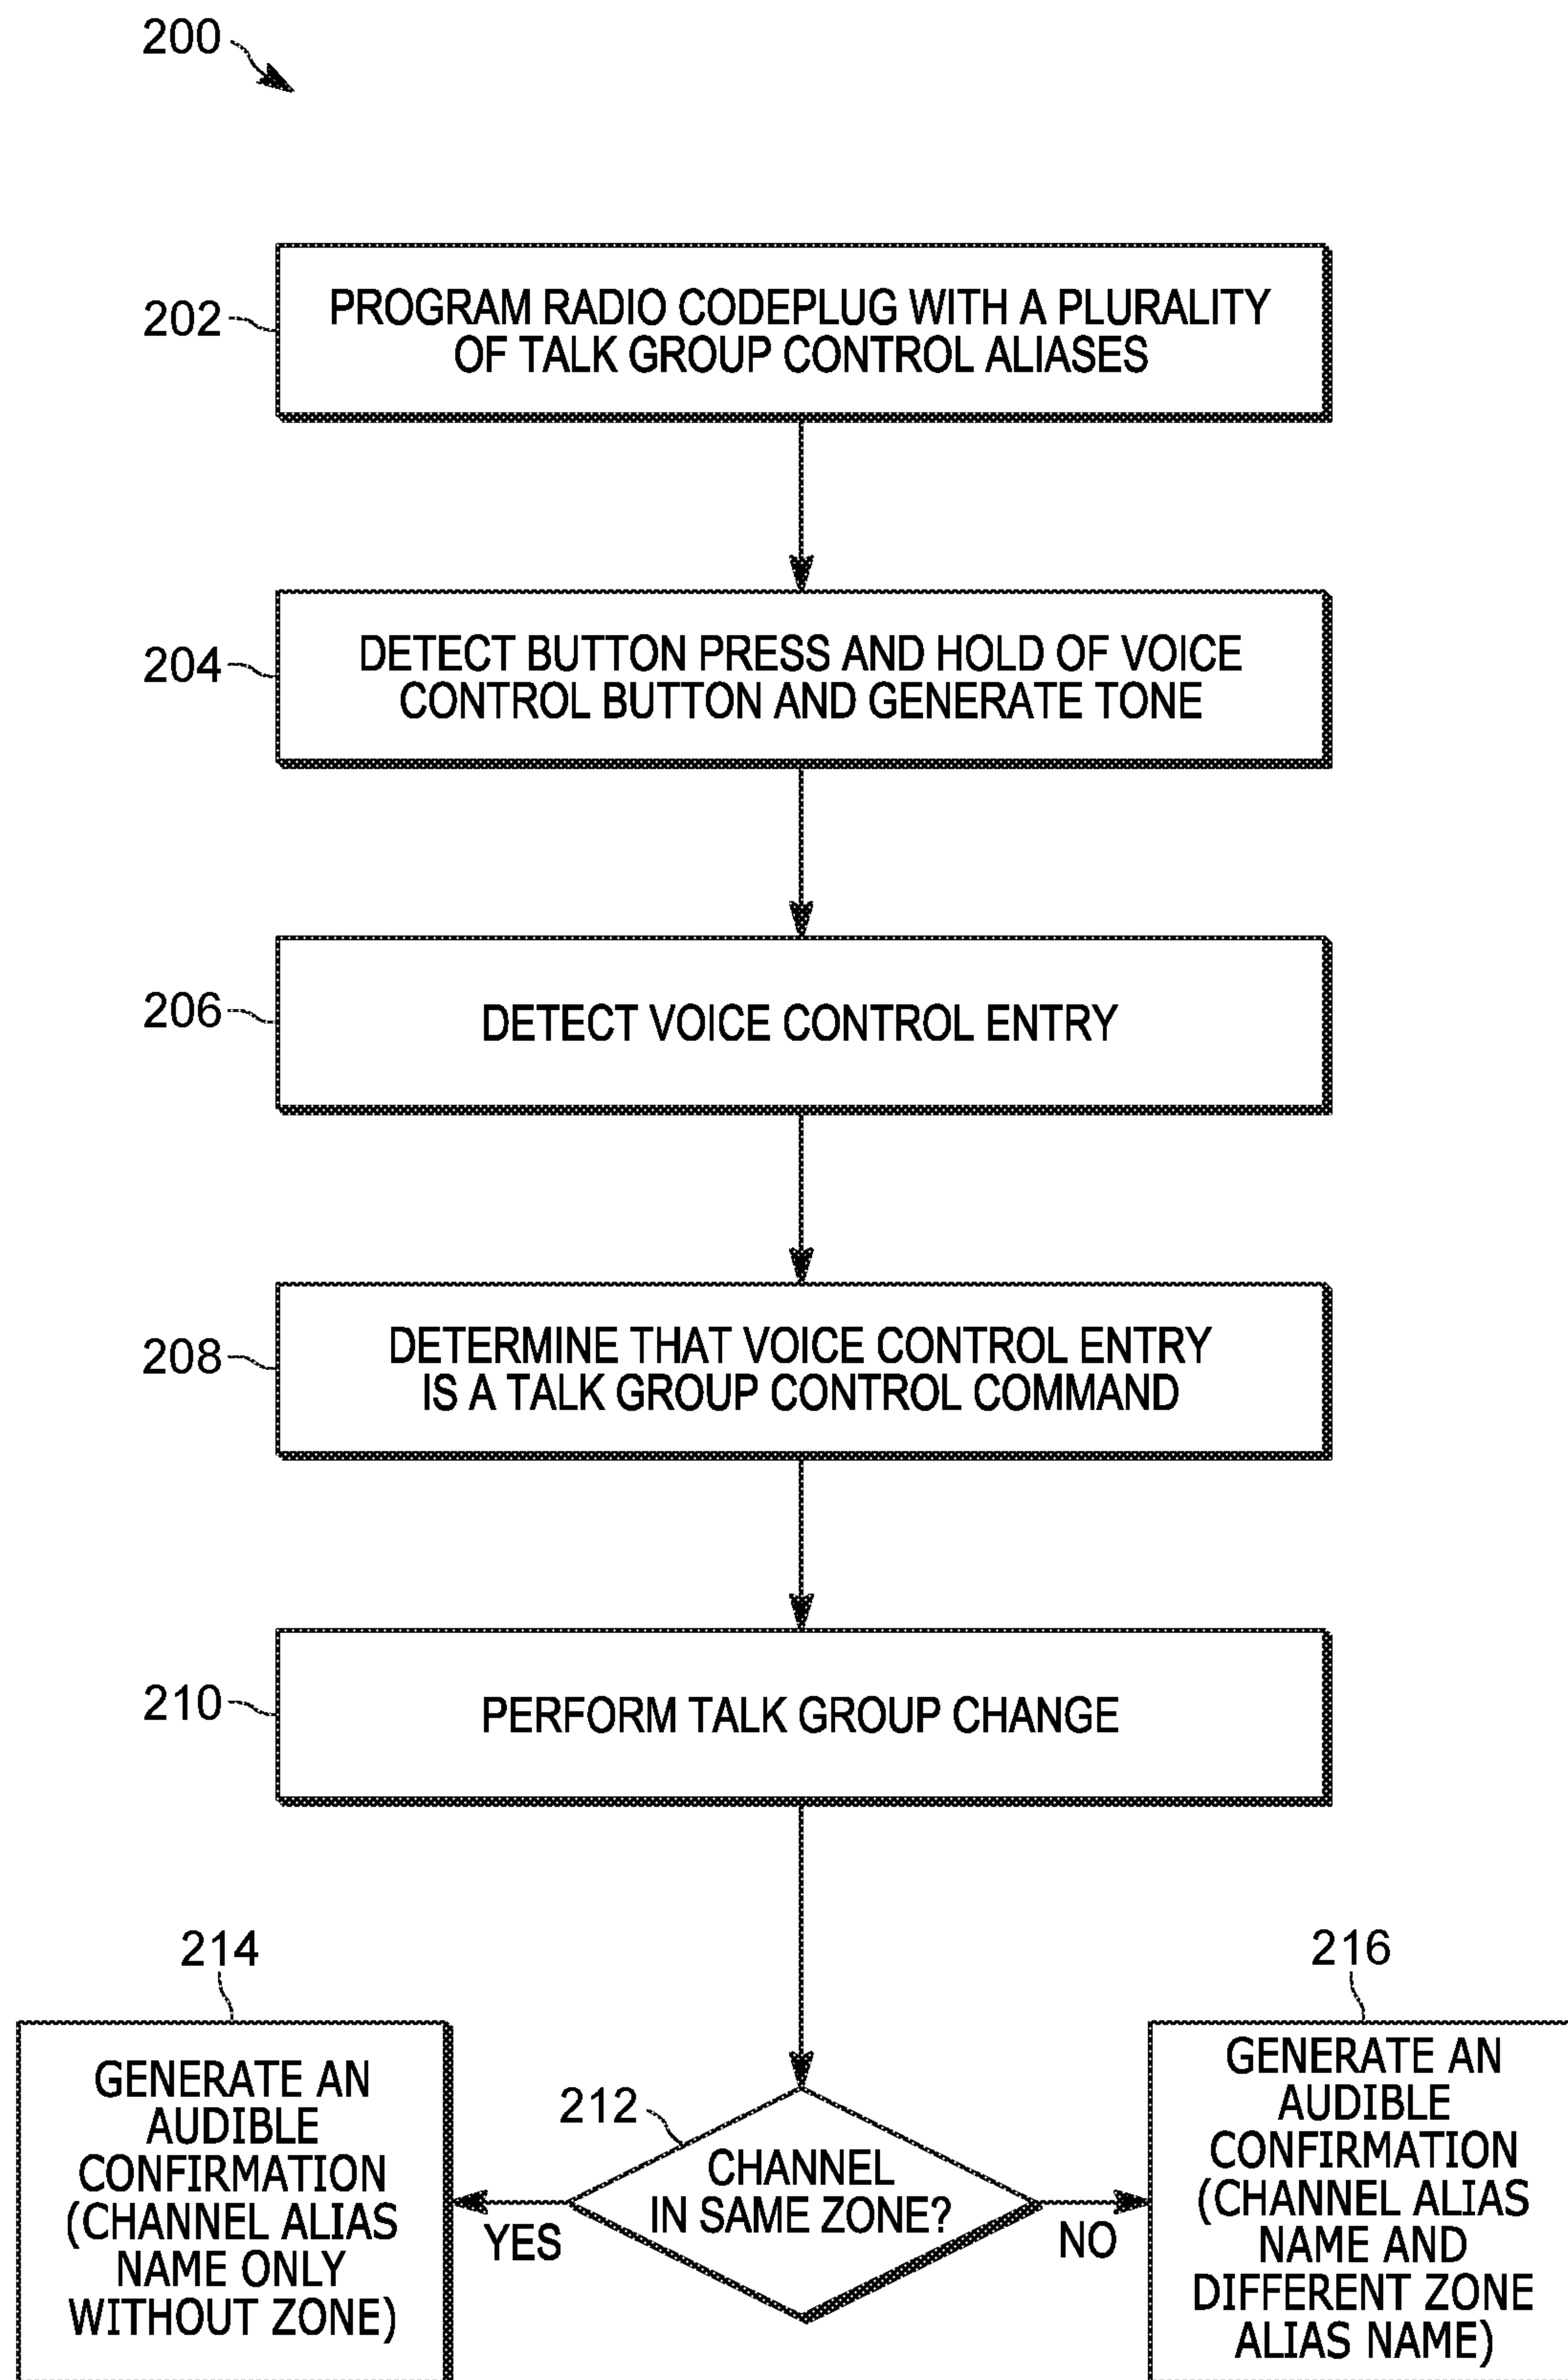 200
202
PROGRAM RADIO CODEPLUG WITH A PLURALITY
OF TALK GROUP CONTROL ALIASES
204
DETECT BUTTON PRESS AND HOLD OF VOICE
CONTROL BUTTON AND GENERATE TONE
206
DETECT VOICE CONTROL ENTRY
208
DETERMINE THAT VOICE CONTROL ENTRY
IS A TALK GROUP CONTROL COMMAND
210
PERFORM TALK GROUP CHANGE
212
CHANNEL
IN SAME ZONE?
YES
NO
214
GENERATE AN
AUDIBLE
CONFIRMATION
(CHANNEL ALIAS
NAME ONLY
WITHOUT ZONE)
216
GENERATE AN
AUDIBLE
CONFIRMATION
(CHANNEL ALIAS
NAME AND
DIFFERENT ZONE
ALIAS NAME)